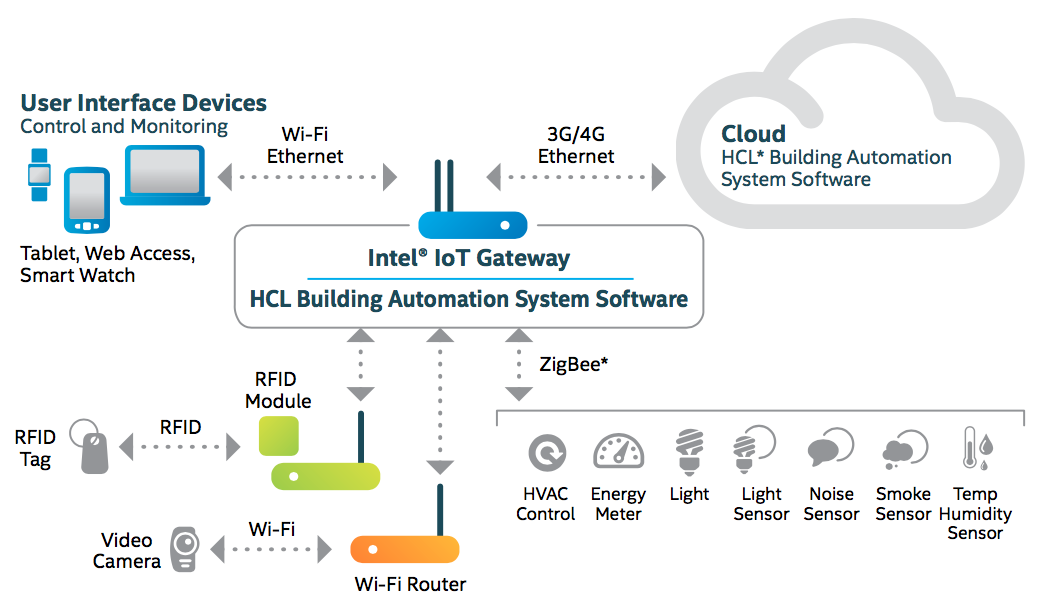 User Interface Devices
Control and Monitoring
Wi-Fi
Ethernet
3G/4G
Ethernet
Cloud
HCL* Building Automation
System Software
Tablet, Web Access,
Smart Watch
Intel® IoT Gateway
HCL Building Automation System Software
ZigBee*
RFID
Module
RFID
Tag
RFID
HVAC
Control
Energy
Meter
Light
Light
Sensor
Noise
Sensor
Smoke
Sensor
Temp
Humidity
Sensor
Video
Camera
Wi-Fi
Wi-Fi Router